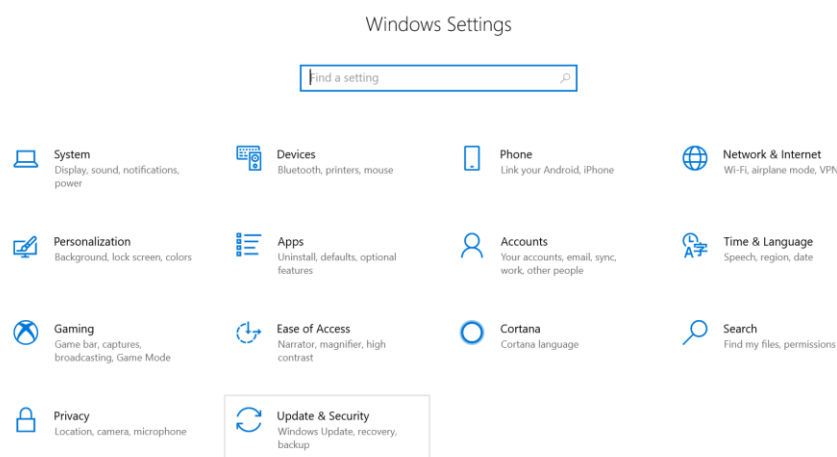 Windows Settings
Find a setting
System
Display, sound, notifications,
power
Devices
Bluetooth, printers, mouse
Phone
Link your Android, iPhone
Network & Internet
Wi-Fi, airplane mode, VPN
Personalization
Background, lock screen, colors
Apps
Uninstall, defaults, optional
features
Accounts
Your accounts, email, sync,
work, other people
Time & Language
Speech, region, date
Gaming
Game bar, captures,
broadcasting, Game Mode
Ease of Access
Narrator, magnifier, high
contrast
Cortana
Cortana language
Search
Find my files, permissions
Privacy
Location, camera, microphone
Update & Security
Windows Update, recovery,
backup